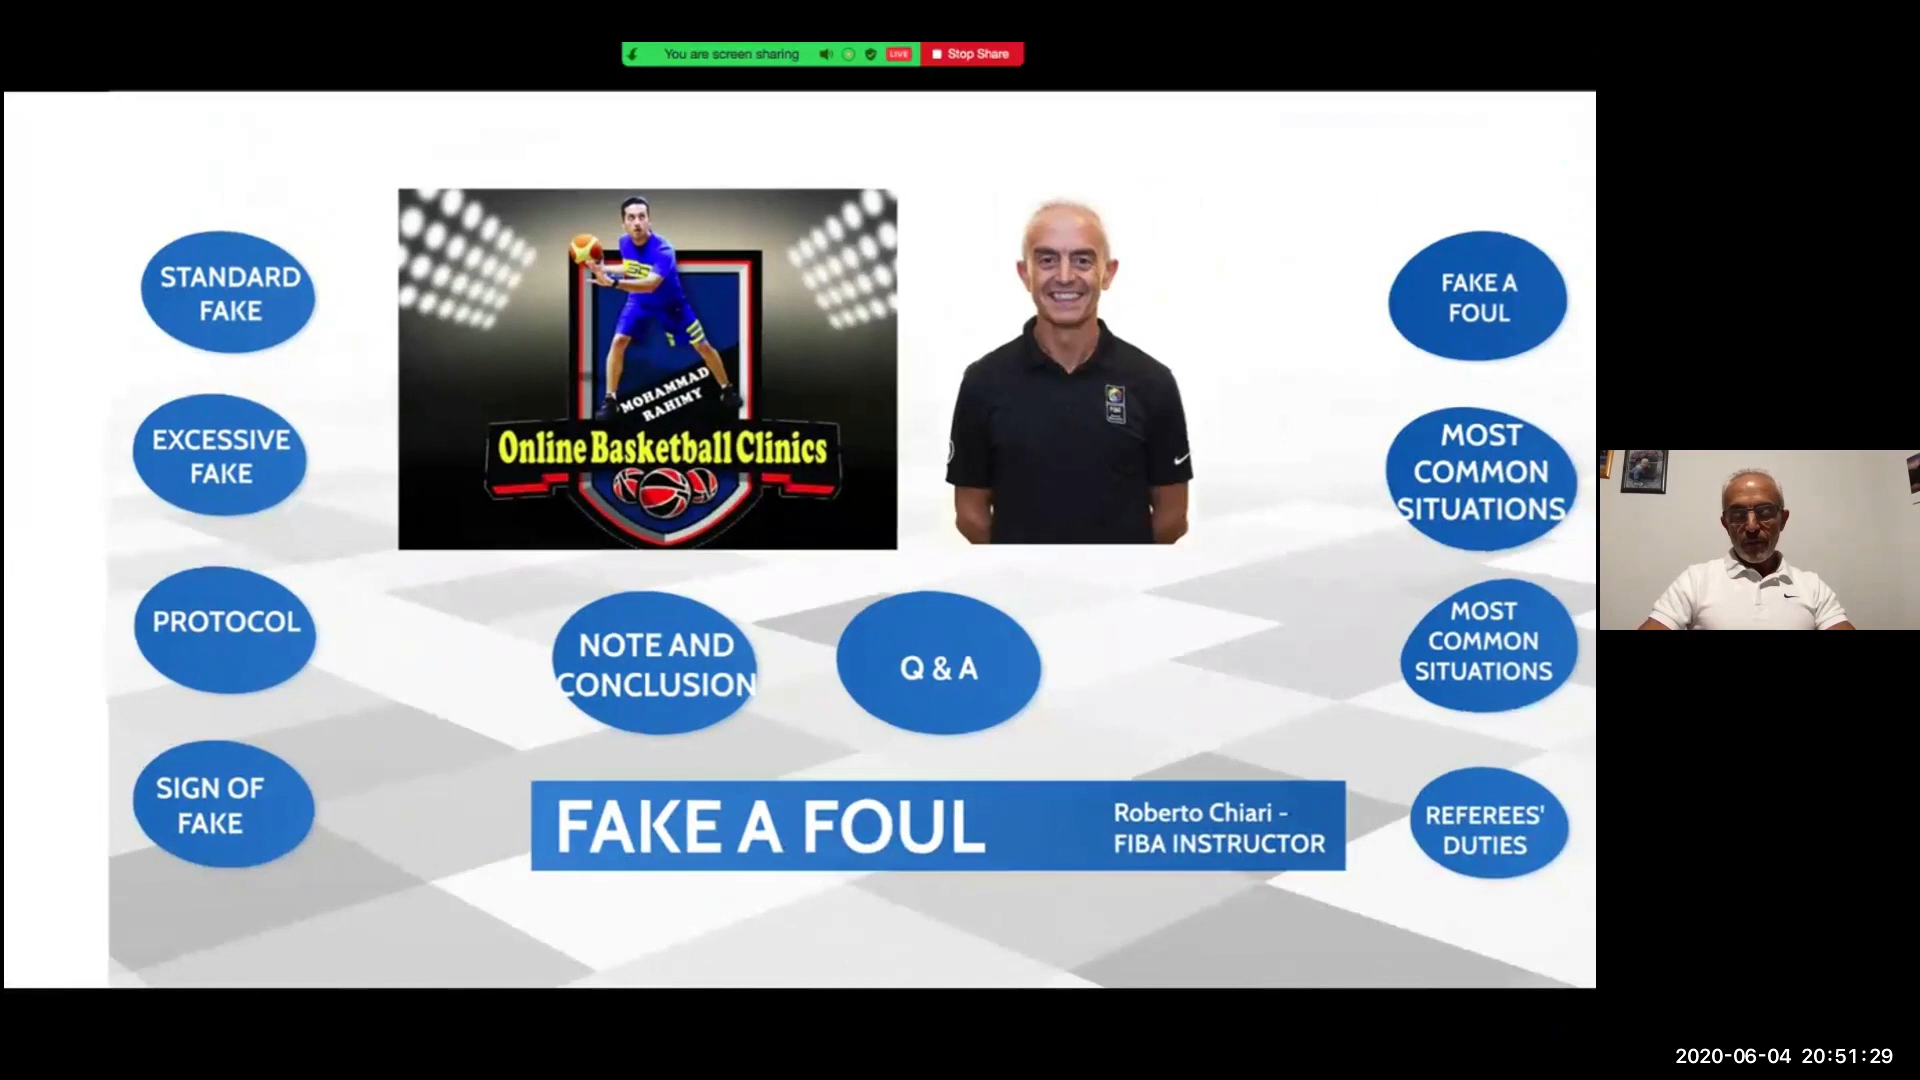 You are screen sharing
LIVE
Stop Share
STANDARD
FAKE
EXCESSIVE
FAKE
PROTOCOL
SIGN OF
FAKE
MOHAMMAD
RAHIMY
Online Basketball Clinics
NOTE AND
CONCLUSION
Q & A
FAKE A FOUL
Roberto Chiari -
FIBA INSTRUCTOR
FAKE A
FOUL
MOST
COMMON
SITUATIONS
MOST
COMMON
SITUATIONS
REFEREES'
DUTIES
2020-06-04 20:51:29